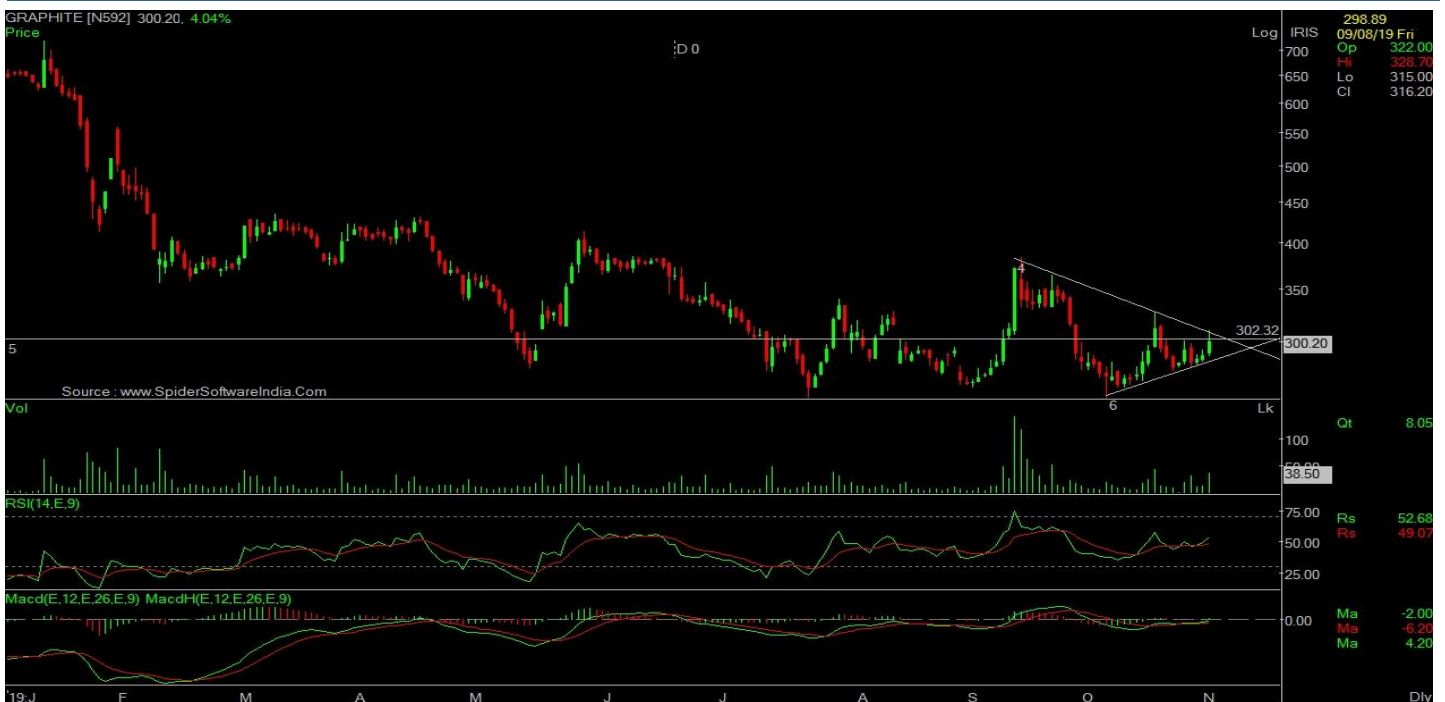 GRAPHITE [N592] 300.20, 4.04%
Price
D 0
Log
IRIS
298.89
09/08/19 Fri
Op 322.00
Hi 328.70
Lo 315.00
Cl 316.20
700
650
600
550
500
450
400
350
4
302.32
300.20
5
6
Source : www.SpiderSoftwareIndia.Com
Vol
Lk
Qt 8.05
100
38.50
RSI(14,E,9)
75.00
50.00
25.00
Rs 52.68
Rs 49.07
Macd(E,12,E,26,E,9) MacdH(E,12,E,26,E,9)
0.00
Ma -2.00
Ma -6.20
Ma 4.20
'19:J F M A M J J A S O N Dly